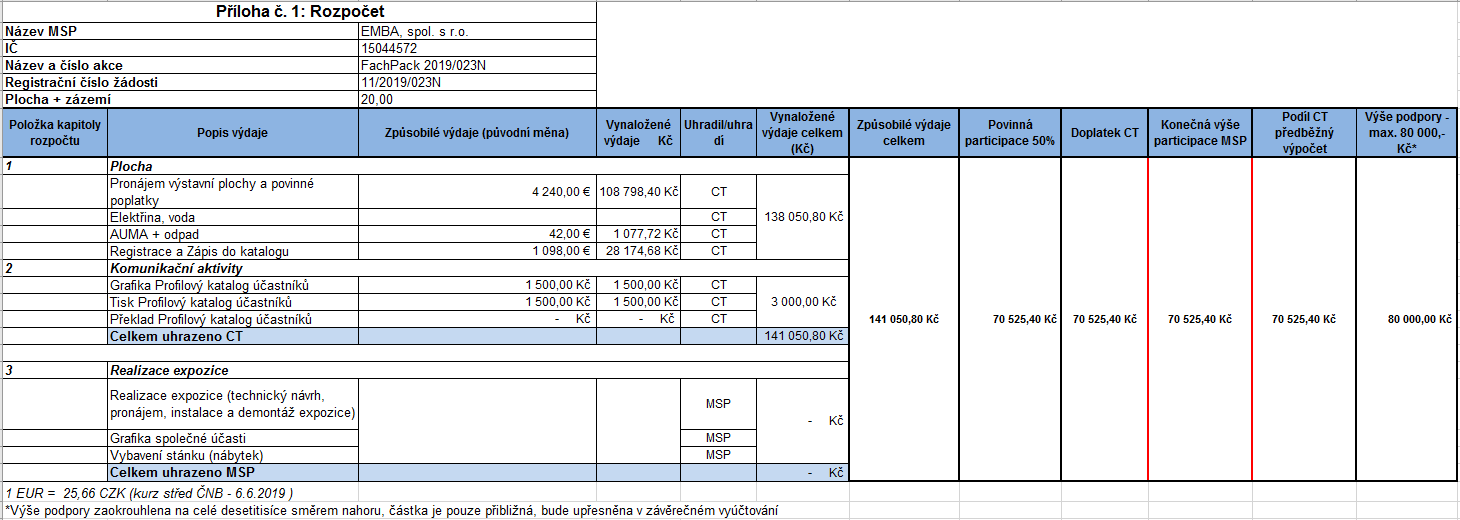 Příloha č. 1: Rozpočet
Název MSP EMBA, spol. s r.o.
IČ 15044572
Název a číslo akce FachPack 2019/023N
Registrační číslo žádosti 11/2019/023N
Plocha + zázemí 20,00
Položka kapitoly rozpočtu Popis výdaje Způsobilé výdaje (původní měna) Vynaložené výdaje Kč Uhradil/uhradí Vynaložené výdaje celkem (Kč) Způsobilé výdaje celkem Povinná participace 50% Doplatek CT Konečná výše participace MSP Podíl CT předběžný výpočet Výše podpory - max. 80 000,- Kč*
1 Plocha
Pronájem výstavní plochy a povinné poplatky 4 240,00 € 108 798,40 Kč CT
Elektřina, voda CT 138 050,80 Kč
AUMA + odpad 42,00 € 1 077,72 Kč CT
Registrace a Zápis do katalogu 1 098,00 € 28 174,68 Kč CT
2 Komunikační aktivity
Grafika Profilový katalog účastníků 1 500,00 Kč 1 500,00 Kč CT
Tisk Profilový katalog účastníků 1 500,00 Kč 1 500,00 Kč CT 3 000,00 Kč
Překlad Profilový katalog účastníků - Kč - Kč CT 141 050,80 Kč 70 525,40 Kč 70 525,40 Kč 70 525,40 Kč 70 525,40 Kč 80 000,00 Kč
Celkem uhrazeno CT 141 050,80 Kč
3 Realizace expozice
Realizace expozice (technický návrh, pronájem, instalace a demontáž expozice) MSP
- Kč
Grafika společné účasti MSP
Vybavení stánku (nábytek) MSP
Celkem uhrazeno MSP - Kč
1 EUR = 25,66 CZK (kurz střed ČNB - 6.6.2019 )
*Výše podpory zaokrouhlena na celé desetitisíce směrem nahoru, částka je pouze přibližná, bude upřesněna v závěrečném vyúčtování